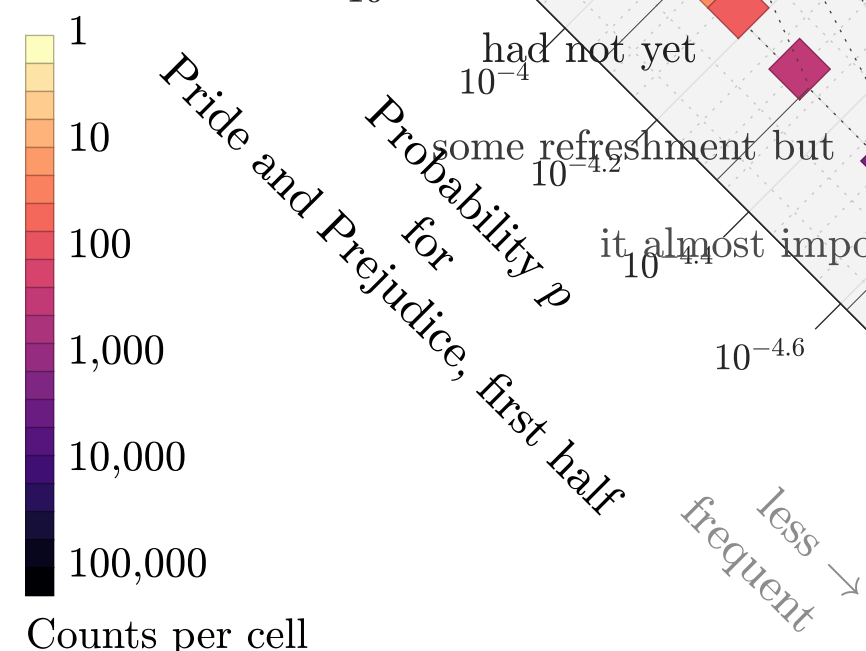 1
10
100
1,000
10,000
100,000
Counts per cell
Pride and Prejudice, first half
Probability p
for
had not yet
10⁻⁴
some refreshment but
10⁻⁴·²
it almost impo
10⁻⁴·⁴
10⁻⁴·⁶
less →
frequent